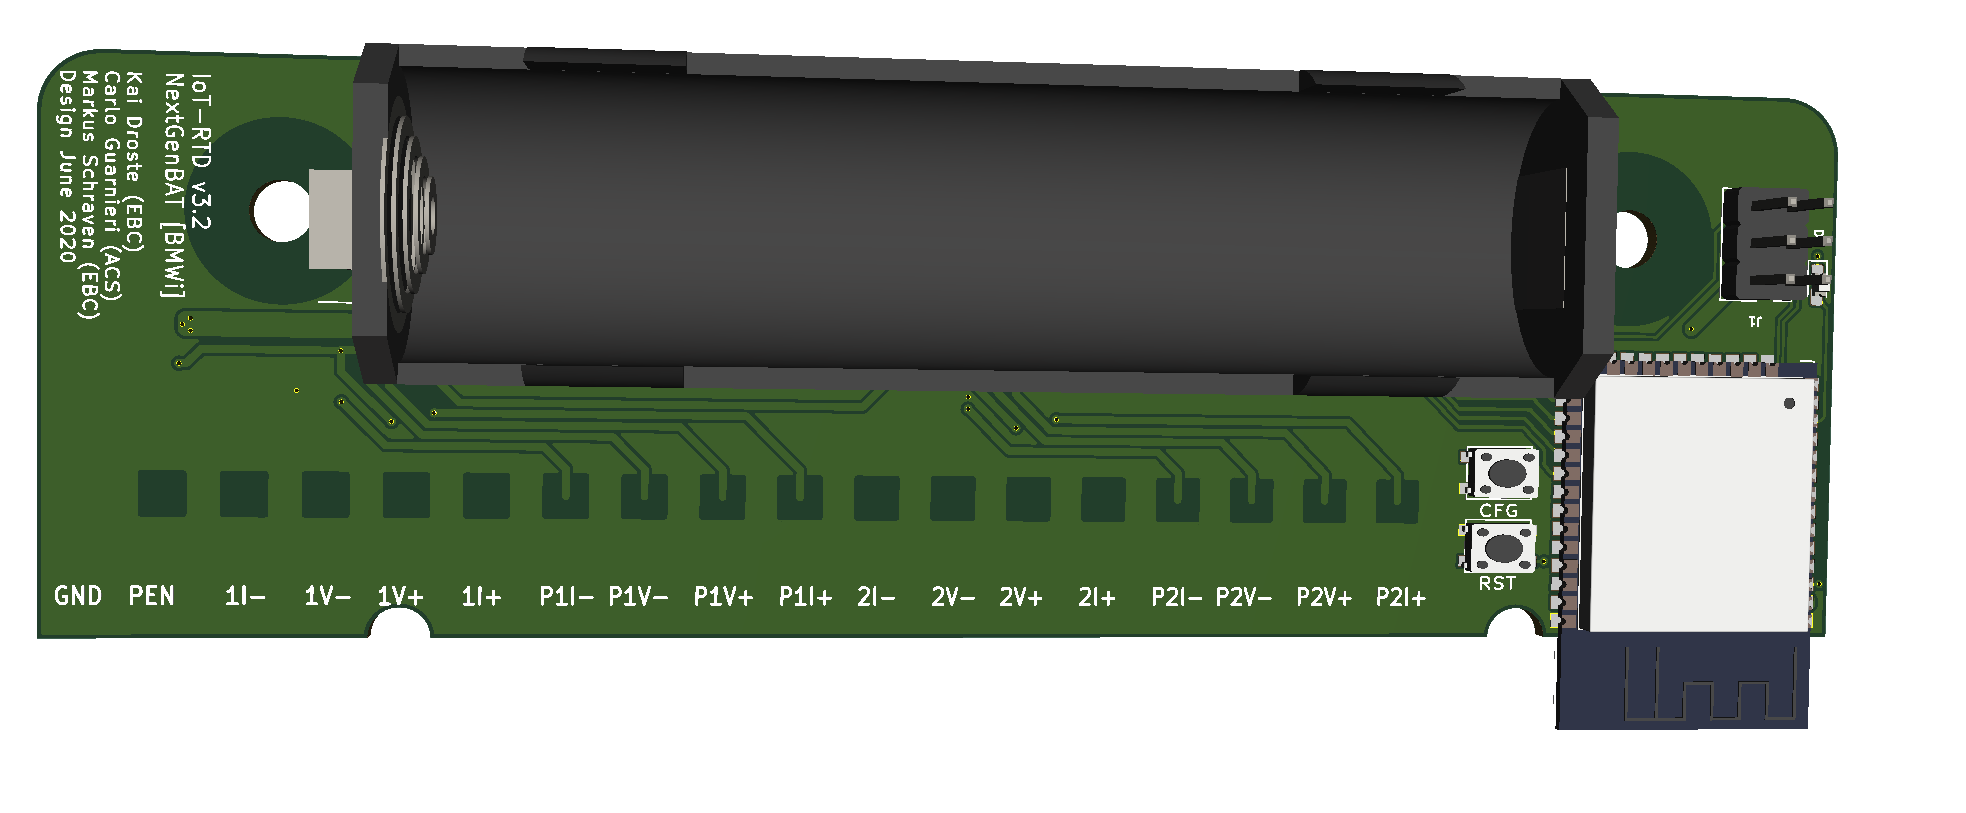 IoT-RTD v3.2
NextGenBAT [BMWi]
Kai Droste (EBC)
Carlo Guarnieri (ACS)
Markus Schraven (EBC)
Design June 2020
J1
CFG
RST
GND PEN 1I- 1V- 1V+ 1I+ P1I- P1V- P1V+ P1I+ 2I- 2V- 2V+ 2I+ P2I- P2V- P2V+ P2I+